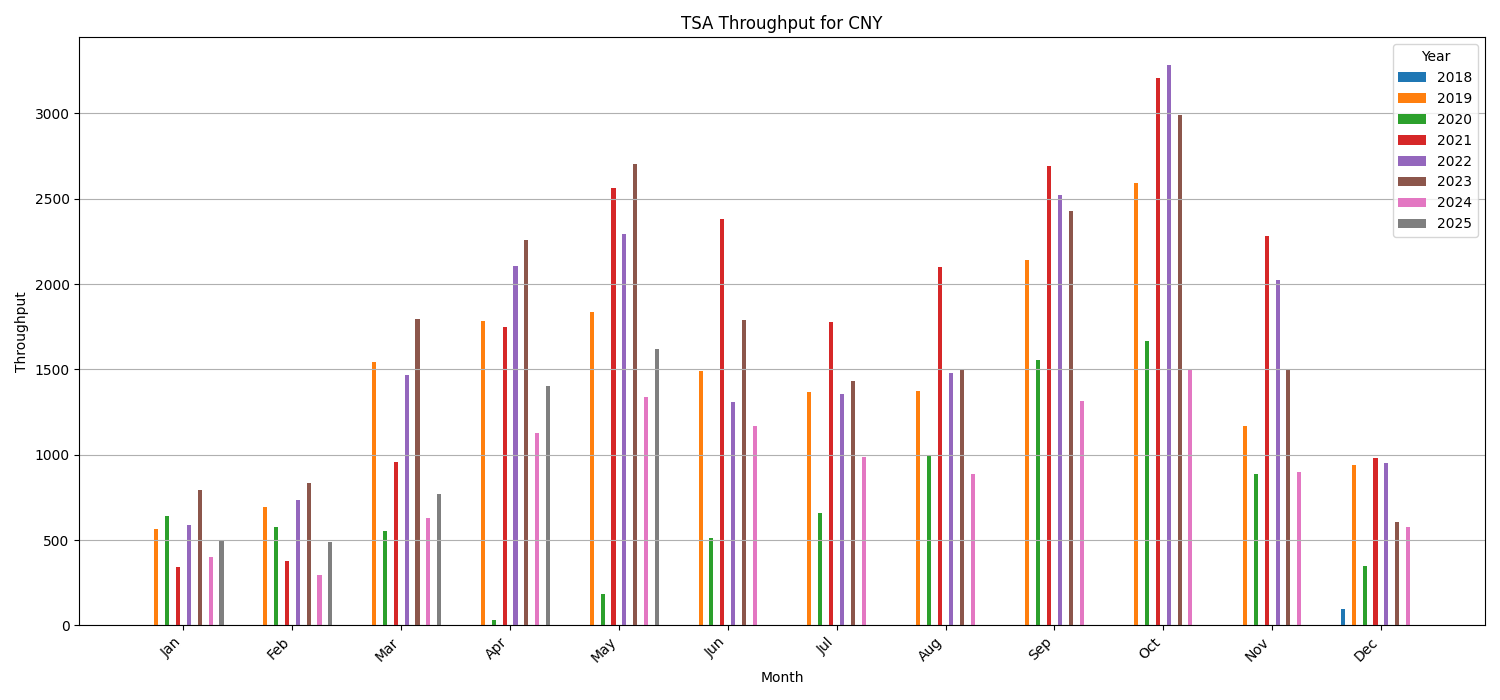 TSA Throughput for CNY
Year
2018
2019
2020
2021
2022
2023
2024
2025
Throughput
3000
2500
2000
1500
1000
500
0
Jan
Feb
Mar
Apr
May
Jun
Jul
Aug
Sep
Oct
Nov
Dec
Month